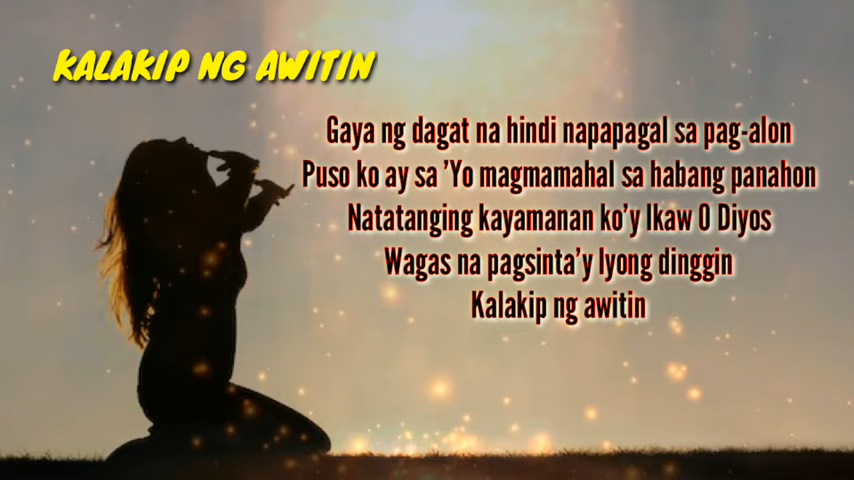 KALAKIP NG AWITIN
Gaya ng dagat na hindi napapagal sa pag-alon
Puso ko ay sa 'Yo magmamahal sa habang panahon
Natatanging kayamanan ko'y Ikaw O Diyos
Wagas na pagsinta'y Iyong dinggin
Kalakip ng awitin